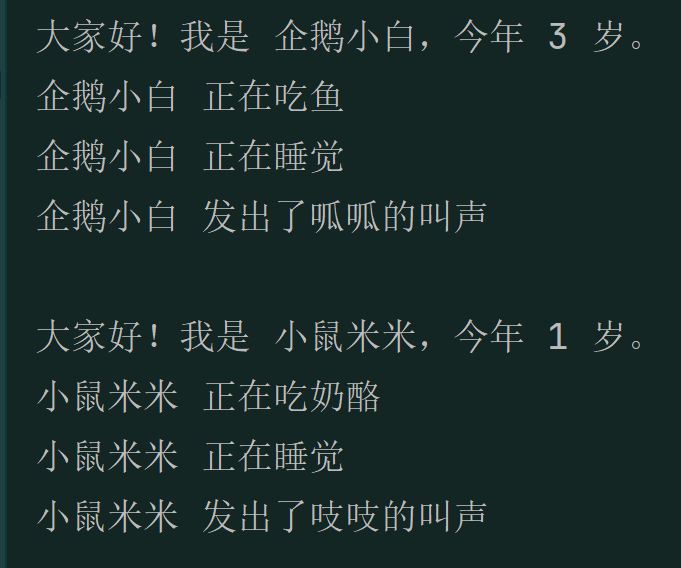 大家好！我是 企鹅小白，今年 3 岁。
企鹅小白 正在吃鱼
企鹅小白 正在睡觉
企鹅小白 发出了呱呱的叫声
大家好！我是 小鼠米米，今年 1 岁。
小鼠米米 正在吃奶酪
小鼠米米 正在睡觉
小鼠米米 发出了吱吱的叫声